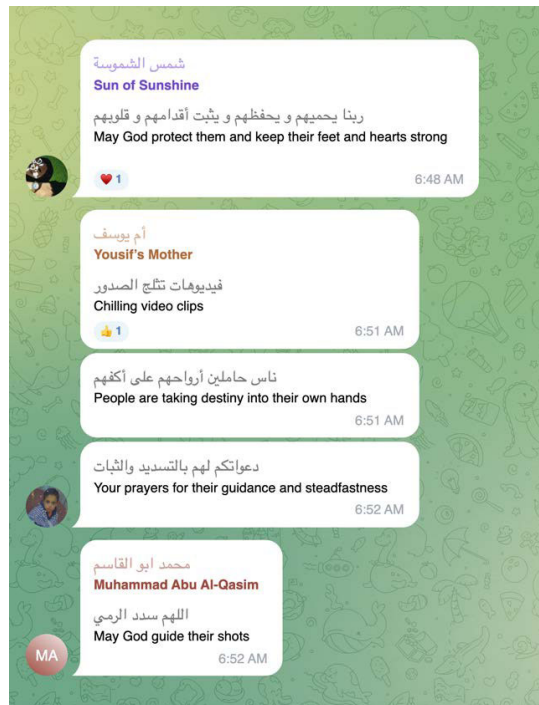 شمس الشموسة
Sun of Sunshine
ربنا يحميهم و يحفظهم و يثبت أقدامهم و قلوبهم
May God protect them and keep their feet and hearts strong
1
6:48 AM
أم يوسف
Yousif's Mother
فيديوهات تثلج الصدور
Chilling video clips
1
6:51 AM
ناس حاملين أرواحهم على أكفهم
People are taking destiny into their own hands
6:51 AM
دعواتكم لهم بالتسديد والثبات
Your prayers for their guidance and steadfastness
6:52 AM
محمد ابو القاسم
Muhammad Abu Al-Qasim
اللهم سدد الرمي
May God guide their shots
6:52 AM
MA